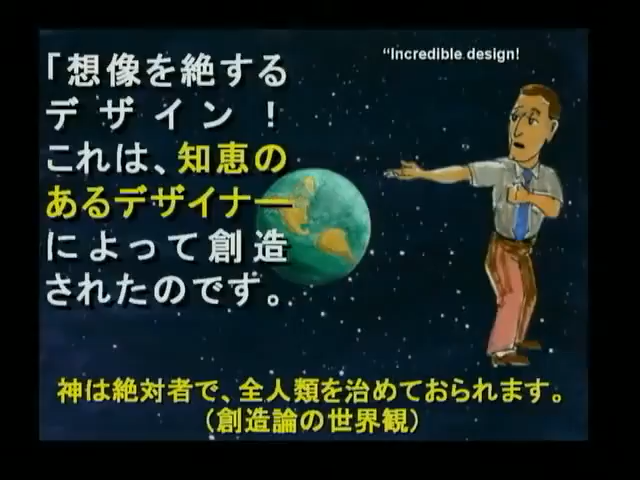 “Incredible design!
「想像を絶する
デザイン！
これは、知恵の
あるデザイナー
によって創造
されたのです。
神は絶対者で、全人類を治めておられます。
（創造論の世界観）